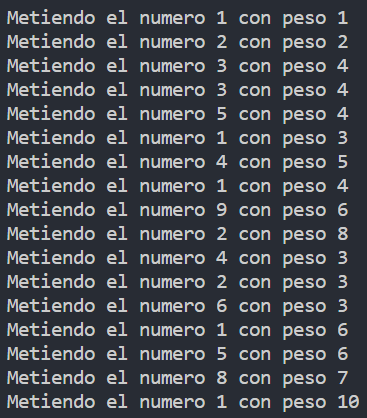 Metiendo el numero 1 con peso 1
Metiendo el numero 2 con peso 2
Metiendo el numero 3 con peso 4
Metiendo el numero 3 con peso 4
Metiendo el numero 5 con peso 4
Metiendo el numero 1 con peso 3
Metiendo el numero 4 con peso 5
Metiendo el numero 1 con peso 4
Metiendo el numero 9 con peso 6
Metiendo el numero 2 con peso 8
Metiendo el numero 4 con peso 3
Metiendo el numero 2 con peso 3
Metiendo el numero 6 con peso 3
Metiendo el numero 1 con peso 6
Metiendo el numero 5 con peso 6
Metiendo el numero 8 con peso 7
Metiendo el numero 1 con peso 10